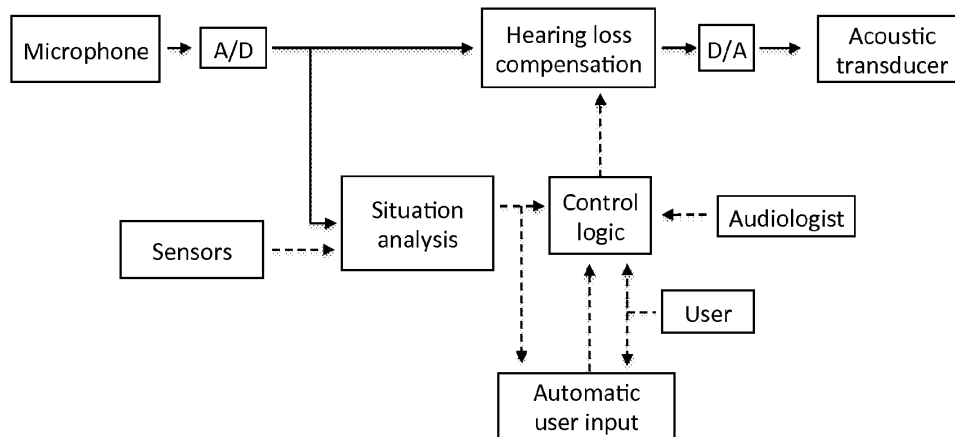 Microphone
A/D
Hearing loss
compensation
D/A
Acoustic
transducer
Situation
analysis
Control
logic
Audiologist
Sensors
User
Automatic
user input